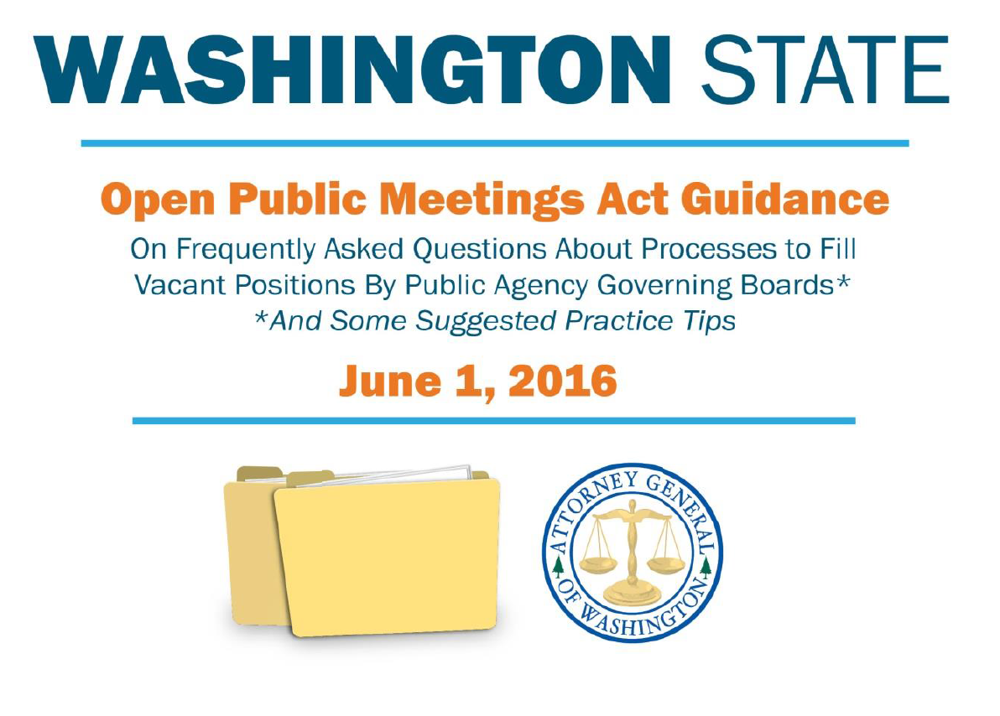 WASHINGTON STATE
Open Public Meetings Act Guidance
On Frequently Asked Questions About Processes to Fill
Vacant Positions By Public Agency Governing Boards*
*And Some Suggested Practice Tips
June 1, 2016
ATTORNEY GENERAL
OF WASHINGTON